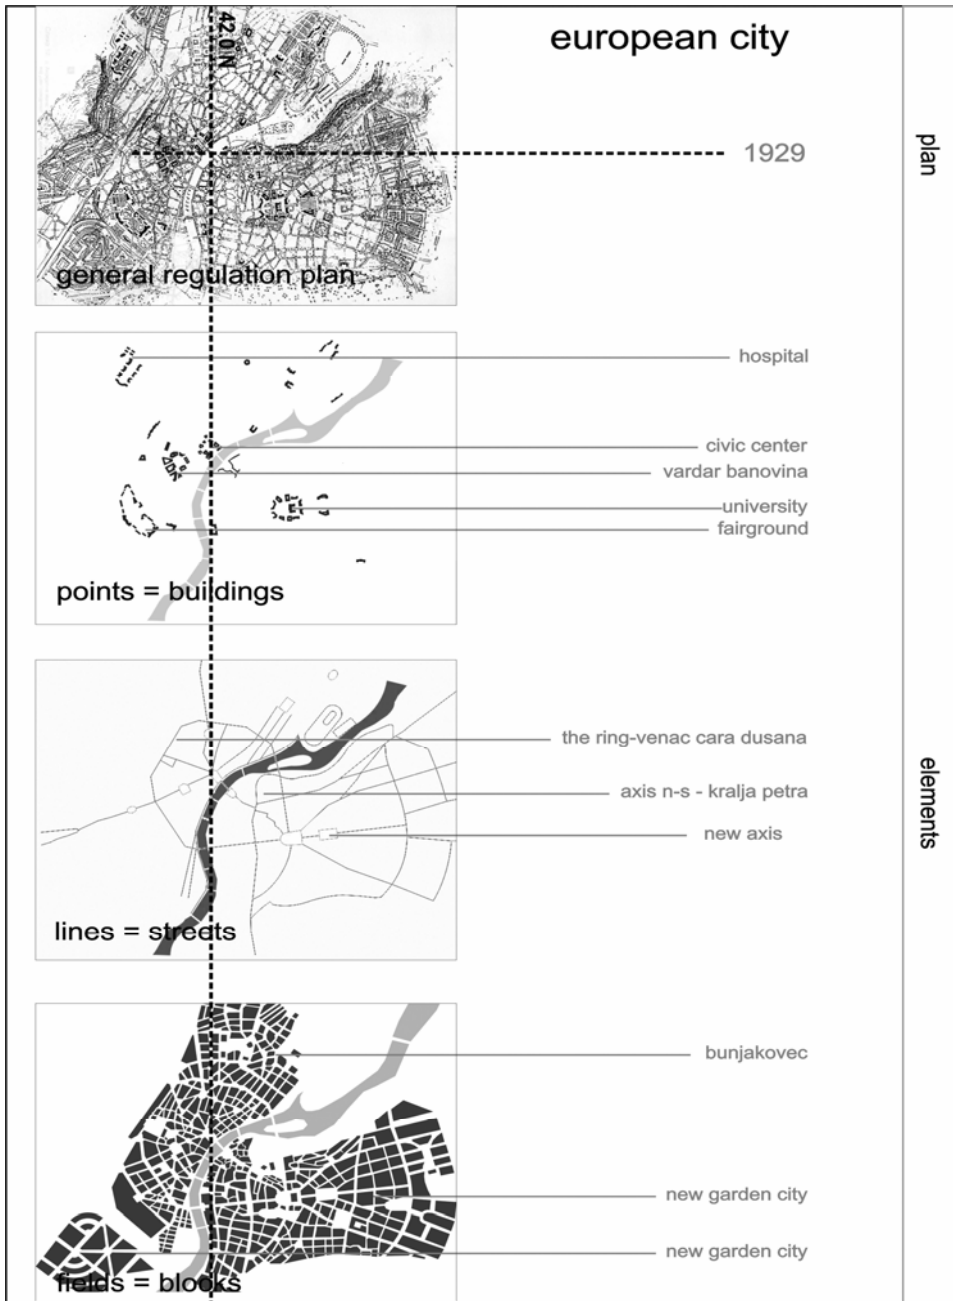 european city
42.0 N
plan
1929
general regulation plan
hospital
civic center
vardar banovina
university
fairground
points = buildings
the ring-venac cara dusana
axis n-s - kralja petra
new axis
elements
lines = streets
bunjakovec
new garden city
new garden city
fields = blocks